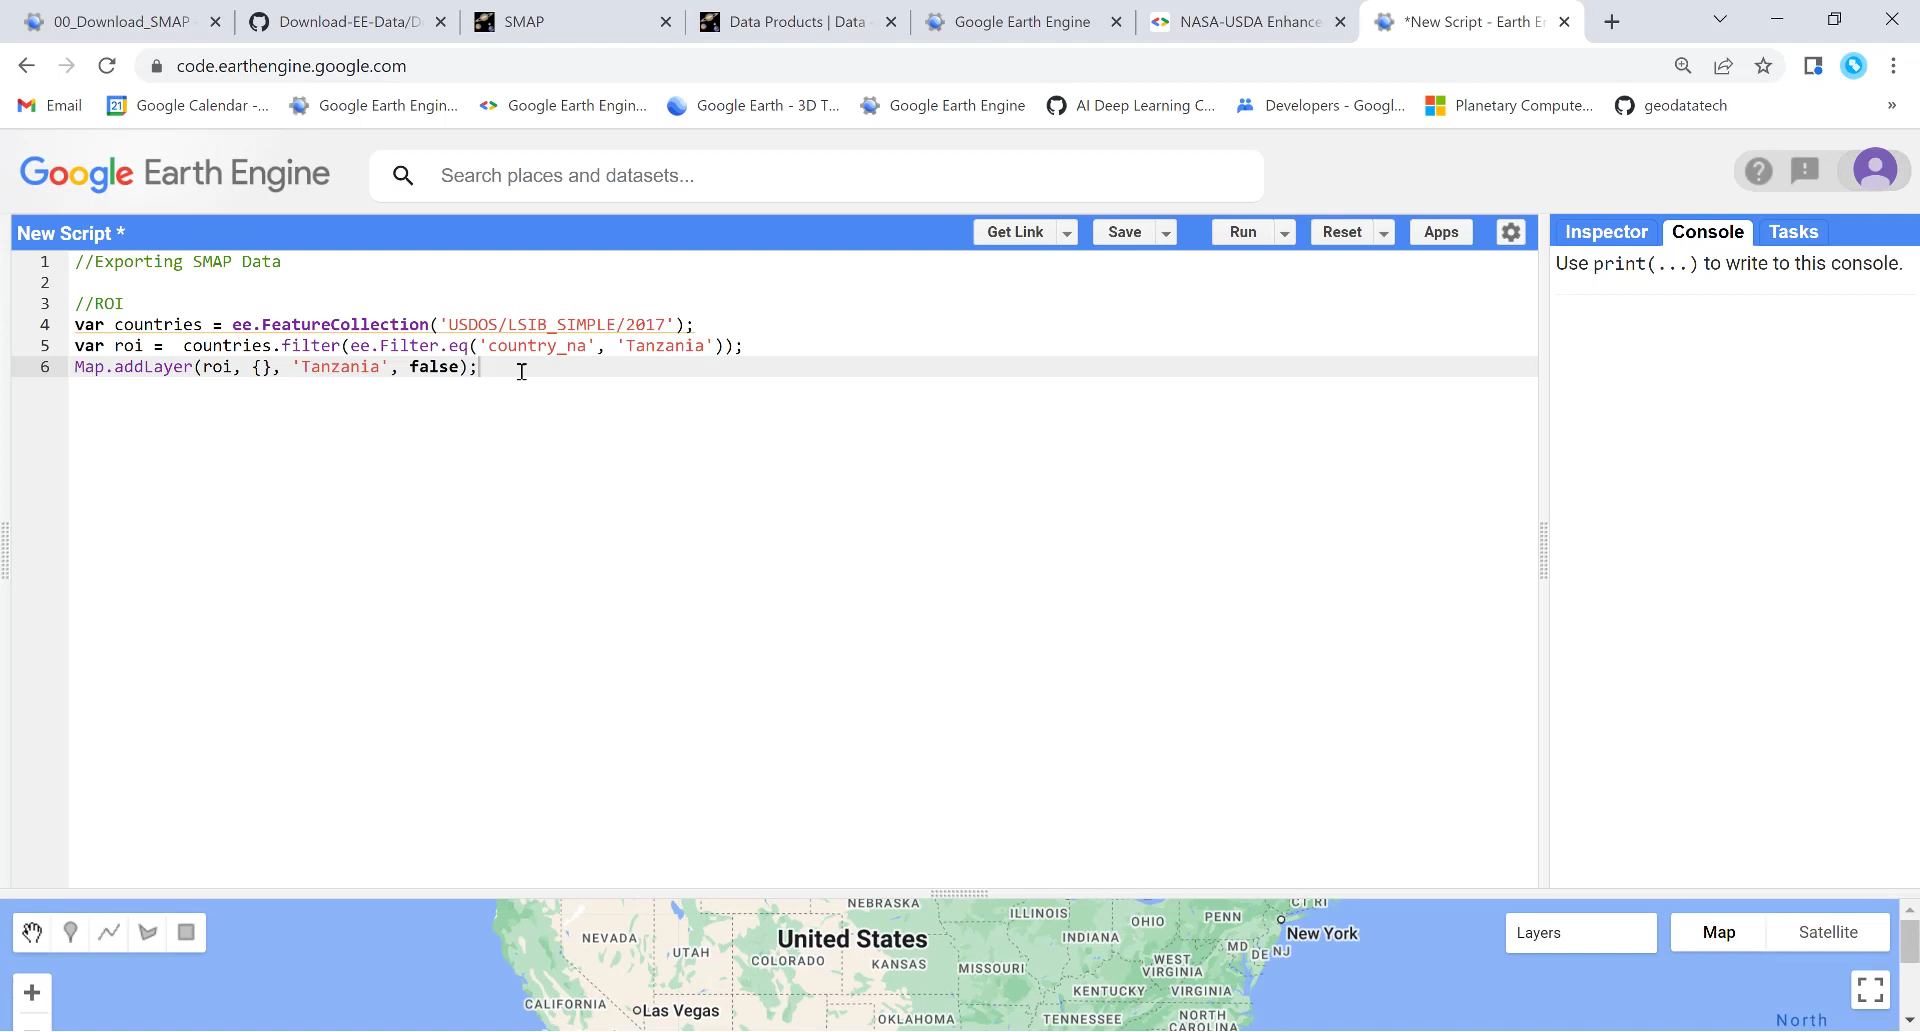 00_Download_SMAP
Download-EE-Data/D
SMAP
Data Products | Data
Google Earth Engine
NASA-USDA Enhance
*New Script - Earth E
code.earthengine.google.com
Email
21
Google Calendar -...
Google Earth Engin...
Google Earth Engin...
Google Earth - 3D T...
Google Earth Engine
AI Deep Learning C...
Developers - Googl...
Planetary Compute...
geodatatech
»
Google Earth Engine
Search places and datasets...
New Script *
Get Link
Save
Run
Reset
Apps
Inspector
Console
Tasks
Use print(...) to write to this console.
1 //Exporting SMAP Data
2
3 //ROI
4 var countries = ee.FeatureCollection('USDOS/LSIB_SIMPLE/2017');
5 var roi =  countries.filter(ee.Filter.eq('country_na', 'Tanzania'));
6 Map.addLayer(roi, {}, 'Tanzania', false);
Layers
Map
Satellite
NEBRASKA
ILLINOIS
OHIO
PENN
CT RI
New York
NEVADA
United States
INDIANA
MD
DE NJ
UTAH
COLORADO
KANSAS
MISSOURI
WEST
VIRGINIA
KENTUCKY
VIRGINIA
CALIFORNIA
Las Vegas
OKLAHOMA
TENNESSEE
NORTH
CAROLINA
North